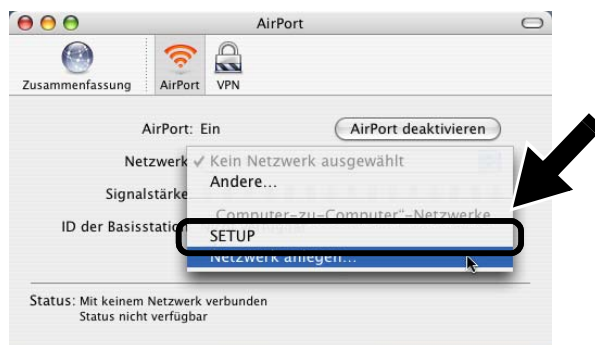 AirPort
Zusammenfassung AirPort VPN
AirPort: Ein AirPort deaktivieren
Netzwerk ✓ Kein Netzwerk ausgewählt
Andere...
Signalstärke
Computer-zu-Computer"-Netzwerke
ID der Basisstation
SETUP
Netzwerk anlegen...
Status: Mit keinem Netzwerk verbunden
Status nicht verfügbar